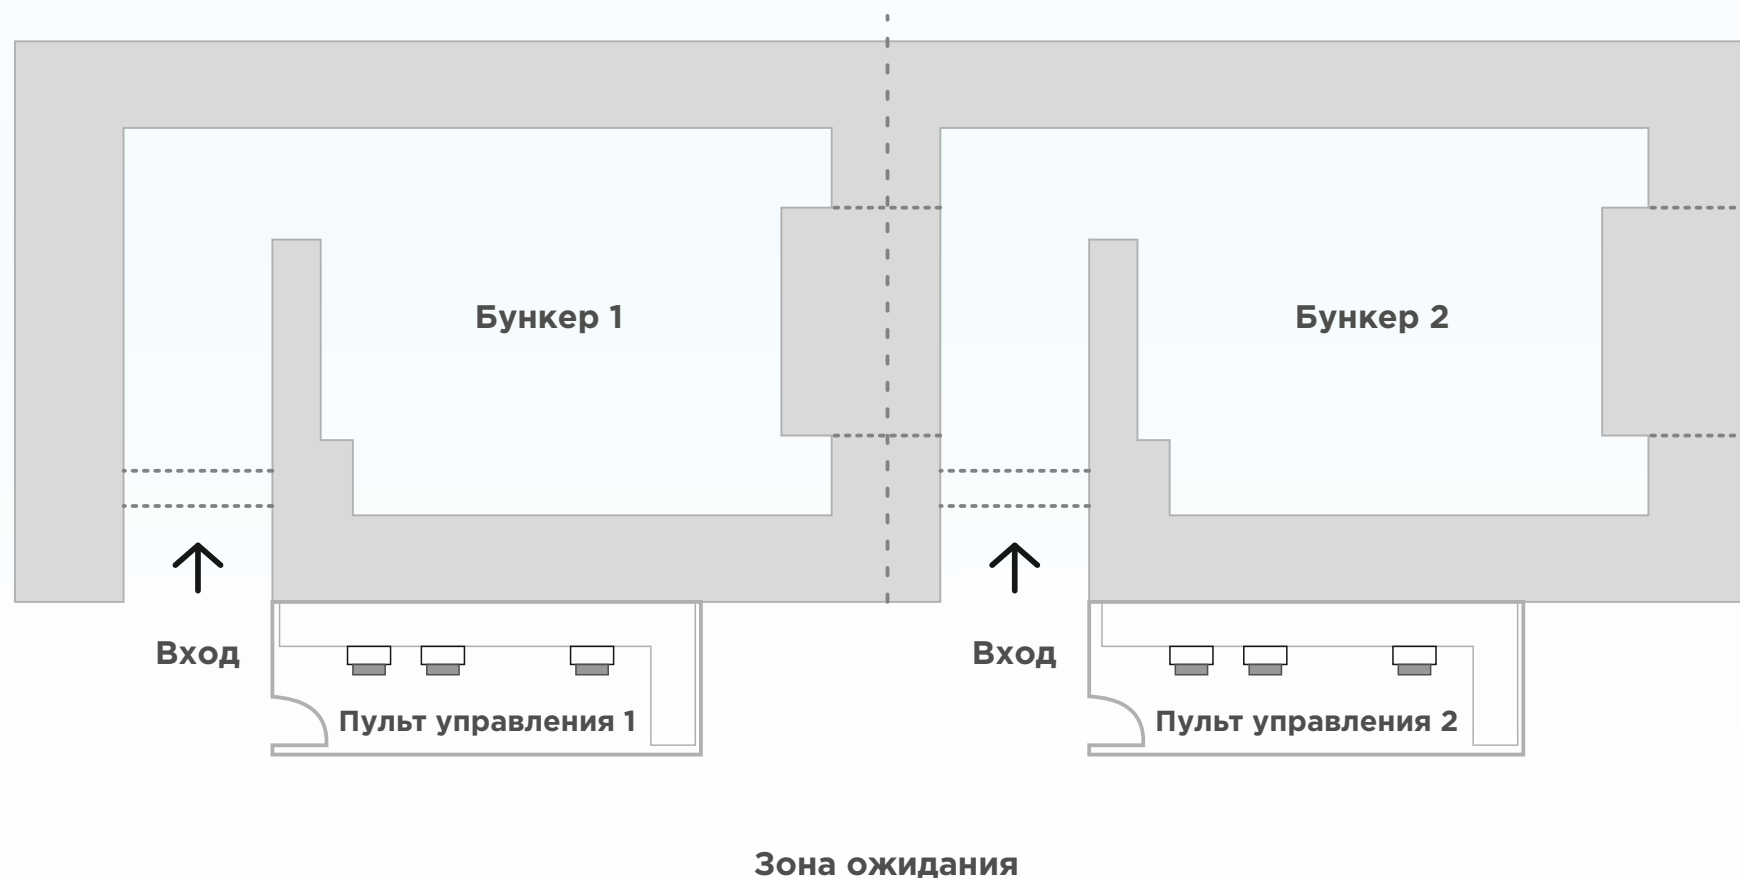 Бункер 1
Бункер 2
Вход
Вход
Пульт управления 1
Пульт управления 2
Зона ожидания